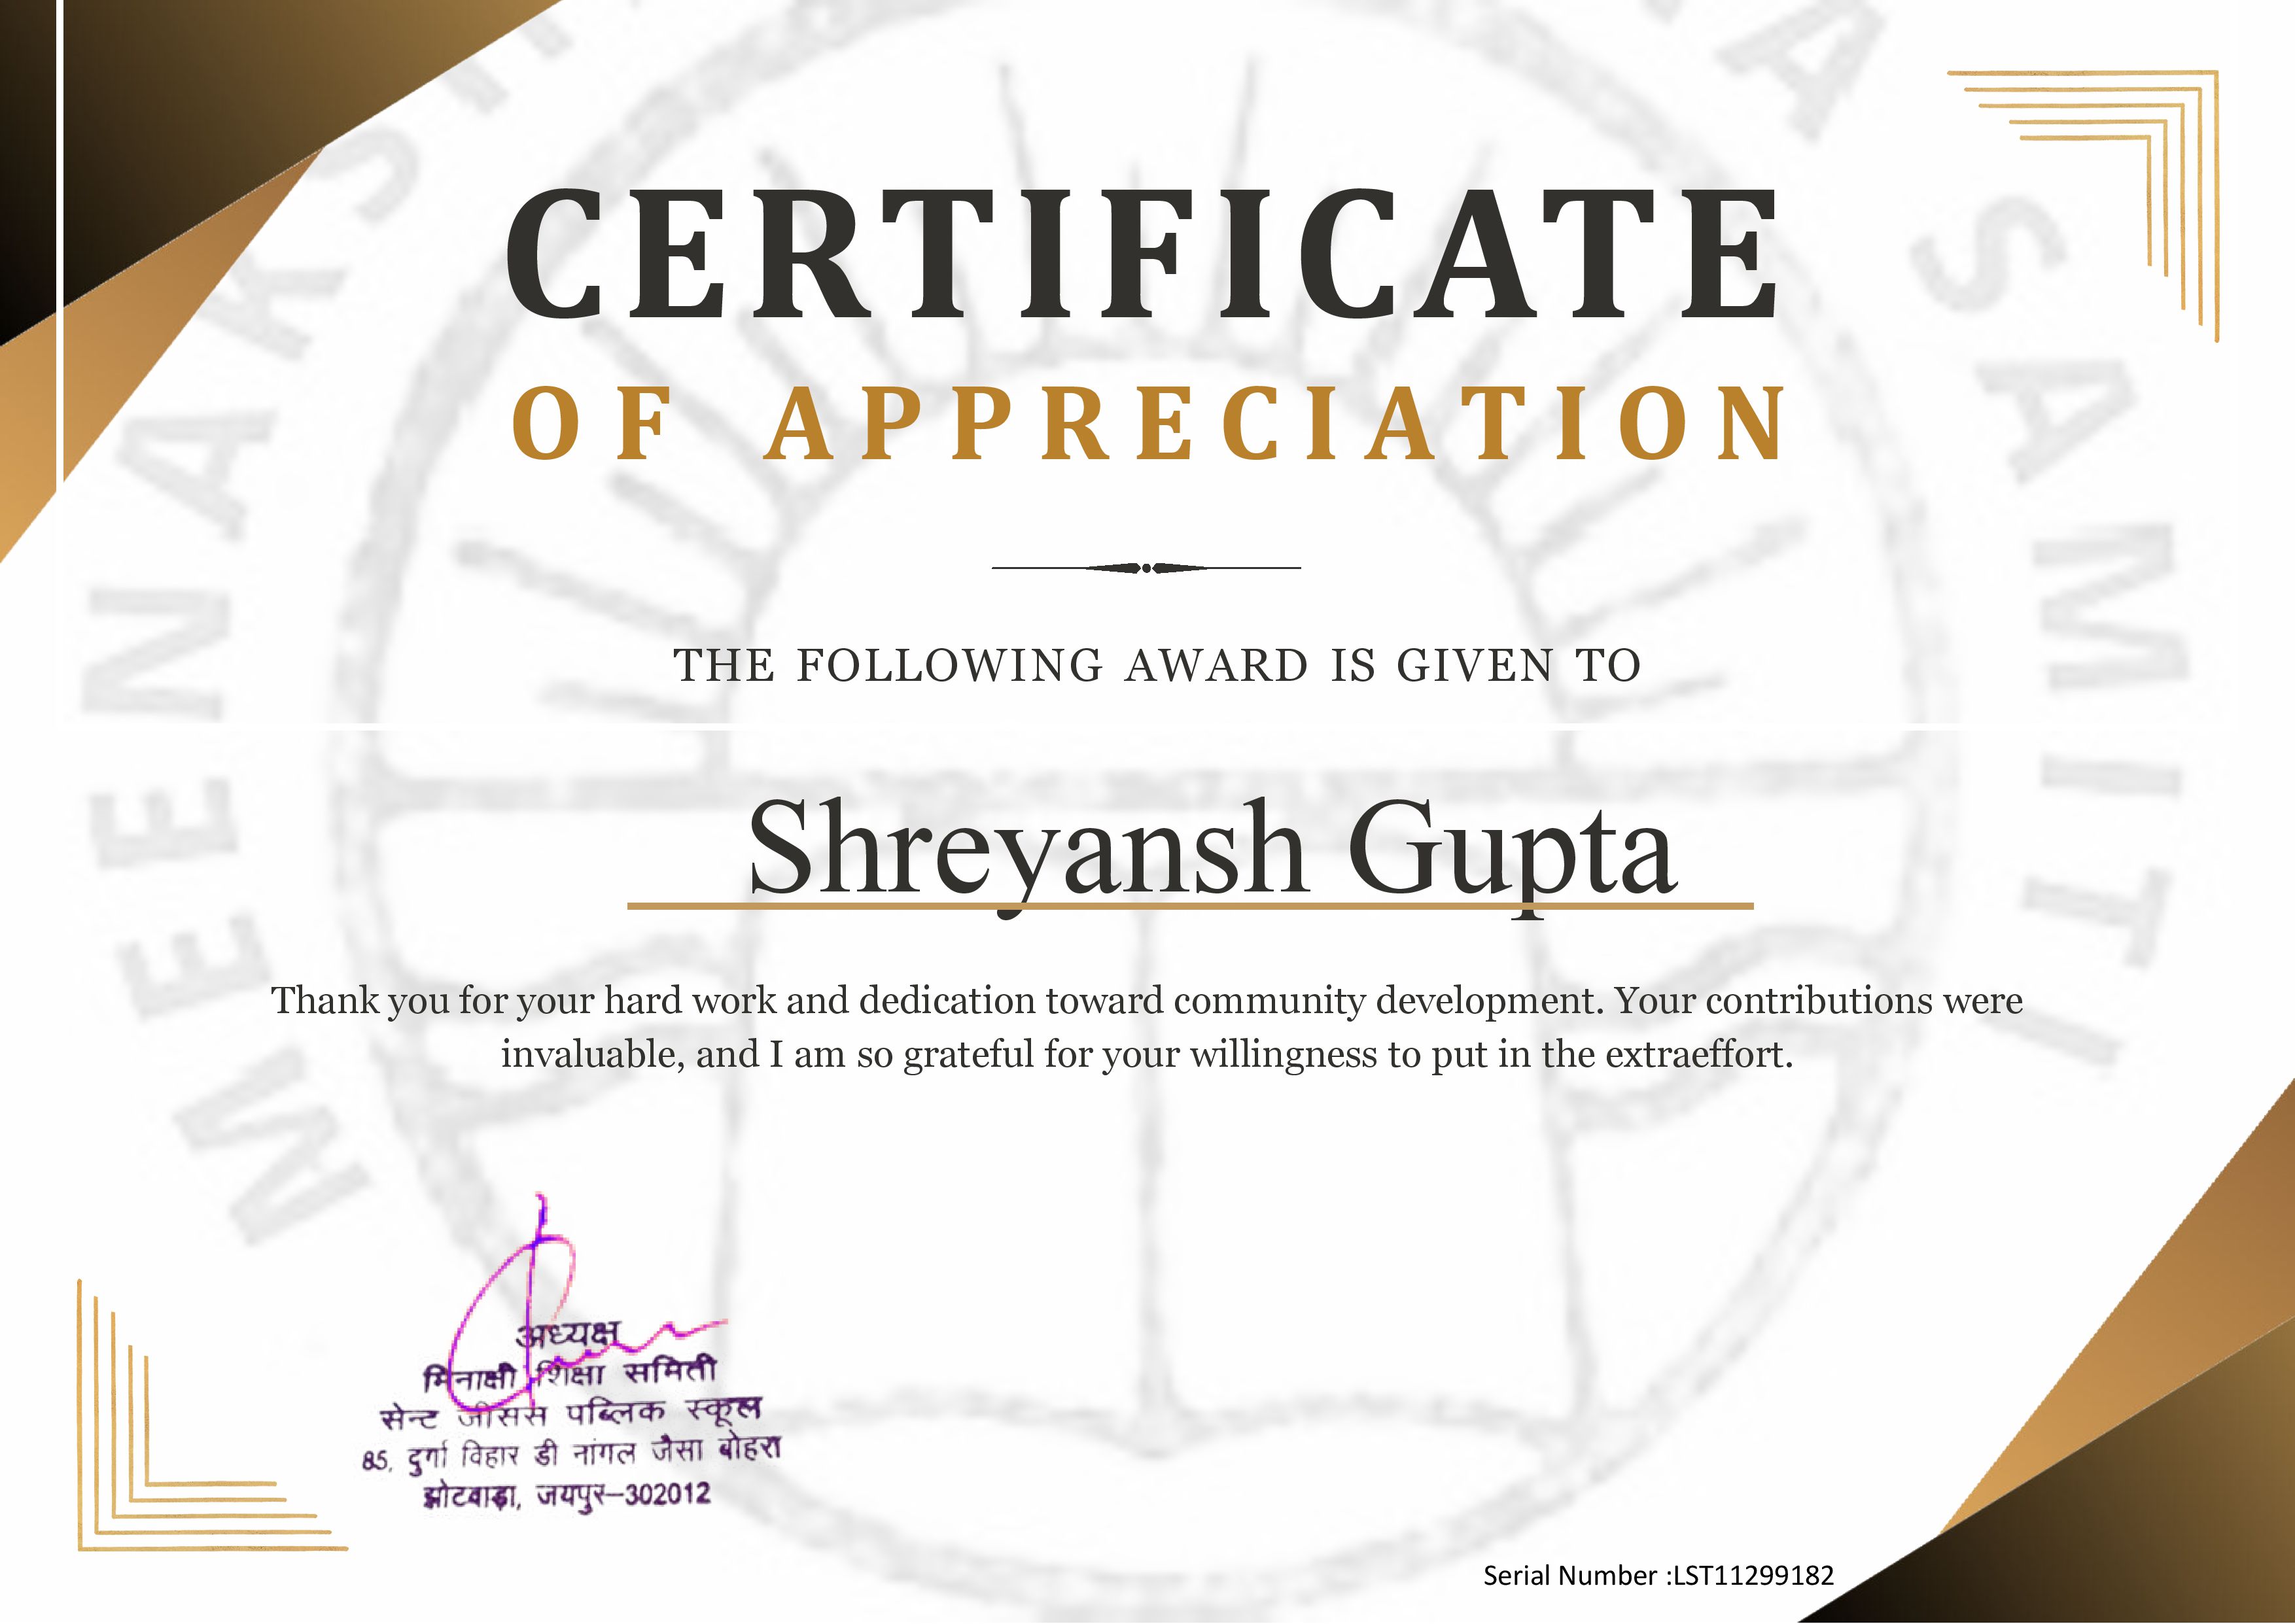 CERTIFICATE
OF APPRECIATION
THE FOLLOWING AWARD IS GIVEN TO
Shreyansh Gupta
Thank you for your hard work and dedication toward community development. Your contributions were
invaluable, and I am so grateful for your willingness to put in the extraeffort.
अध्यक्ष
मिनाक्षी शिक्षा समिती
सेन्ट जीसस पब्लिक स्कूल
85, दुर्गा विहार डी नांगल जैसा बोहरा
झोटवाड़ा, जयपुर–302012
Serial Number :LST11299182